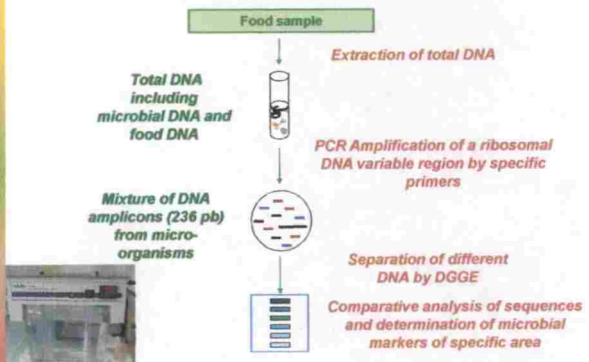 Food sample
Extraction of total DNA
Total DNA
including
microbial DNA and
food DNA
PCR Amplification of a ribosomal
DNA variable region by specific
primers
Mixture of DNA
amplicons (236 pb)
from micro-
organisms
Separation of different
DNA by DGGE
Comparative analysis of sequences
and determination of microbial
markers of specific area